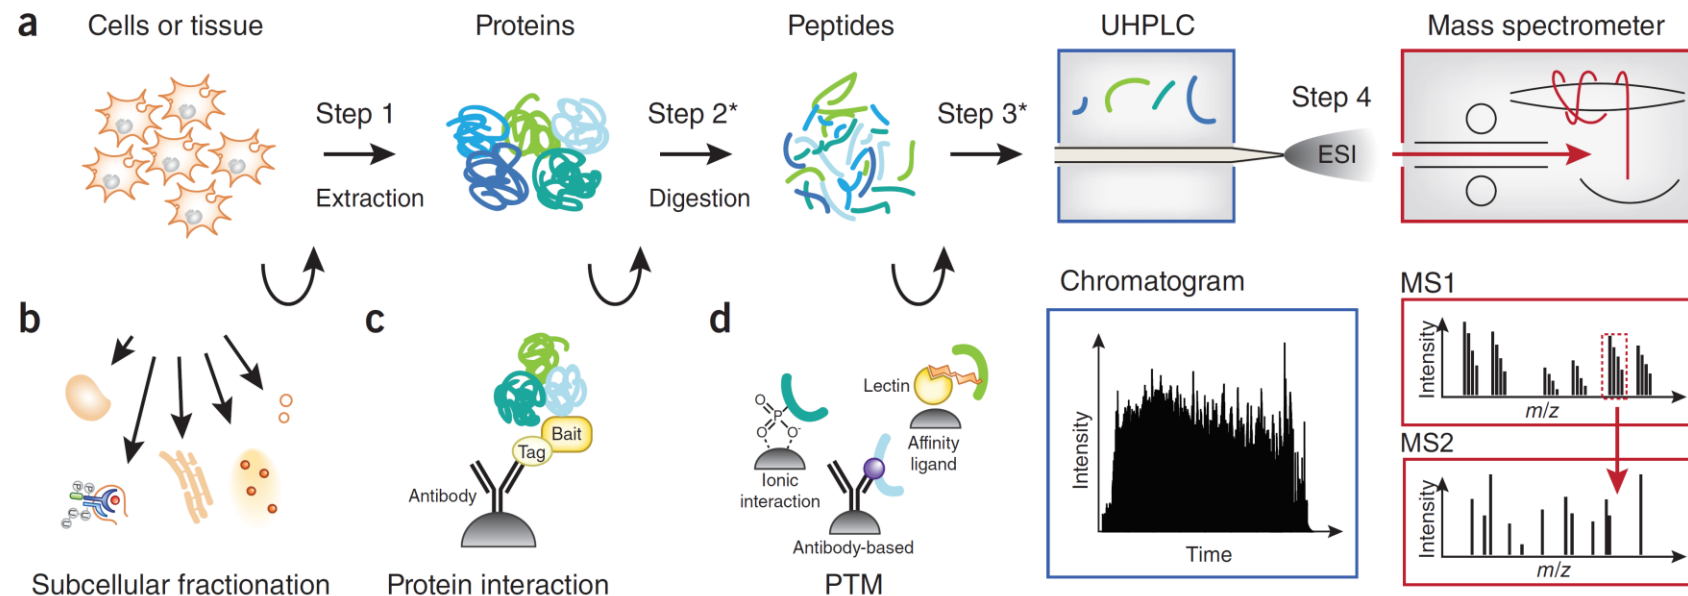 a
Cells or tissue
Proteins
Peptides
UHPLC
Mass spectrometer
Step 1
Extraction
Step 2*
Digestion
Step 3*
Step 4
ESI
b
Subcellular fractionation
c
Bait
Tag
Antibody
Protein interaction
d
O
P
O
O-
Ionic
interaction
Lectin
Affinity
ligand
Antibody-based
PTM
Chromatogram
Intensity
Time
MS1
Intensity
m/z
MS2
Intensity
m/z